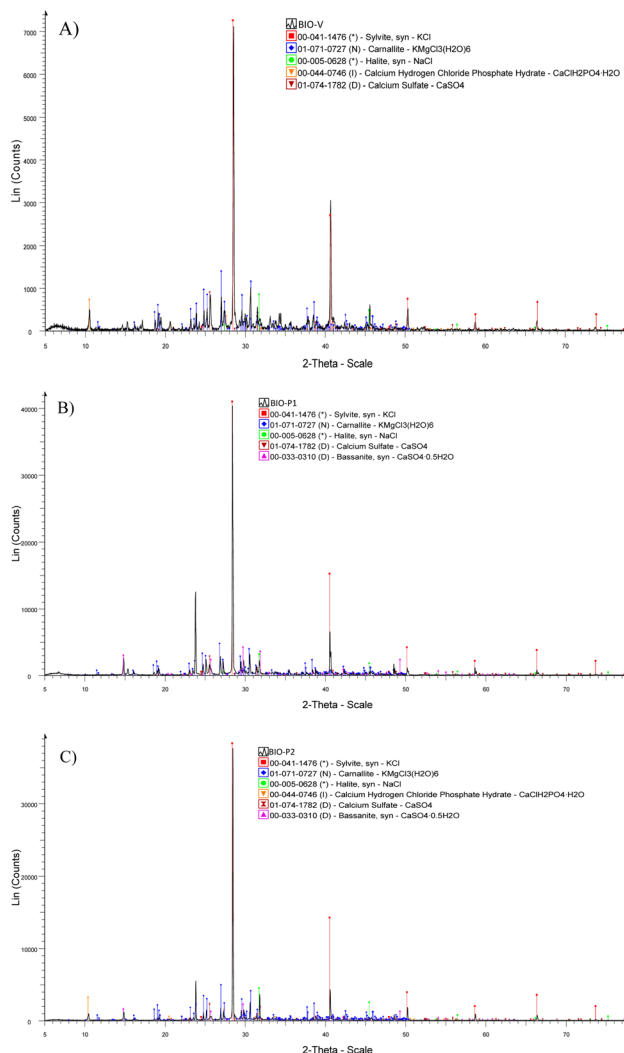 A)
BIO-V
00-041-1476 (*) - Sylvite, syn - KCl
01-071-0727 (N) - Carnallite - KMgCl3(H2O)6
00-005-0628 (*) - Halite, syn - NaCl
00-044-0746 (I) - Calcium Hydrogen Chloride Phosphate Hydrate - CaClH2PO4·H2O
01-074-1782 (D) - Calcium Sulfate - CaSO4
Lin (Counts)
7000
6000
5000
4000
3000
2000
1000
0
5 10 20 30 40 50 60 70
2-Theta - Scale
B)
BIO-P1
00-041-1476 (*) - Sylvite, syn - KCl
01-071-0727 (N) - Carnallite - KMgCl3(H2O)6
00-005-0628 (*) - Halite, syn - NaCl
01-074-1782 (D) - Calcium Sulfate - CaSO4
00-033-0310 (D) - Bassanite, syn - CaSO4·0.5H2O
Lin (Counts)
40000
30000
20000
10000
0
5 10 20 30 40 50 60 70
2-Theta - Scale
C)
BIO-P2
00-041-1476 (*) - Sylvite, syn - KCl
01-071-0727 (N) - Carnallite - KMgCl3(H2O)6
00-005-0628 (*) - Halite, syn - NaCl
00-044-0746 (I) - Calcium Hydrogen Chloride Phosphate Hydrate - CaClH2PO4·H2O
01-074-1782 (D) - Calcium Sulfate - CaSO4
00-033-0310 (D) - Bassanite, syn - CaSO4·0.5H2O
Lin (Counts)
30000
20000
10000
0
5 10 20 30 40 50 60 70
2-Theta - Scale